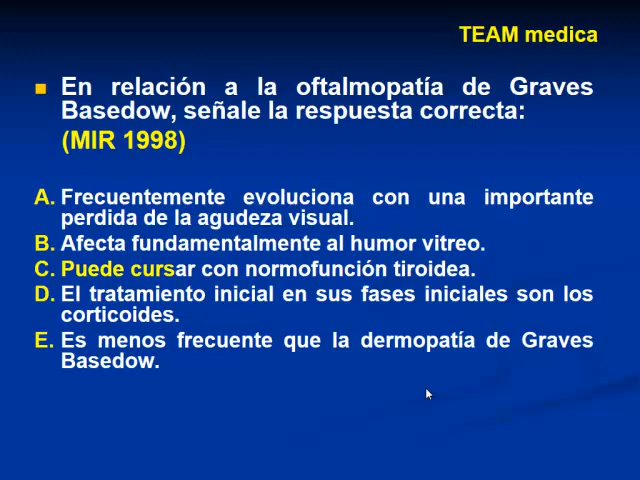 TEAM medica
En relación a la oftalmopatía de Graves
Basedow, señale la respuesta correcta:
(MIR 1998)
A. Frecuentemente evoluciona con una importante
perdida de la agudeza visual.
B. Afecta fundamentalmente al humor vitreo.
C. Puede cursar con normofunción tiroidea.
D. El tratamiento inicial en sus fases iniciales son los
corticoides.
E. Es menos frecuente que la dermopatía de Graves
Basedow.